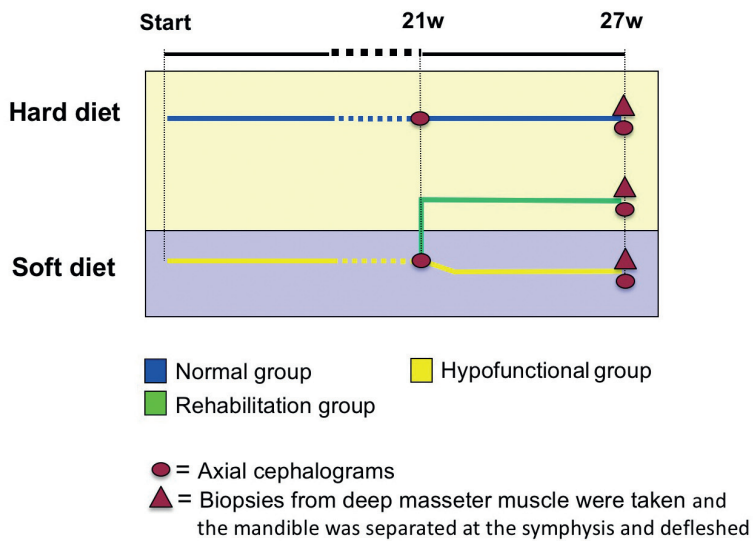 Start 21w 27w
Hard diet
Soft diet
Normal group Hypofunctional group
Rehabilitation group
= Axial cephalograms
= Biopsies from deep masseter muscle were taken and
the mandible was separated at the symphysis and defleshed